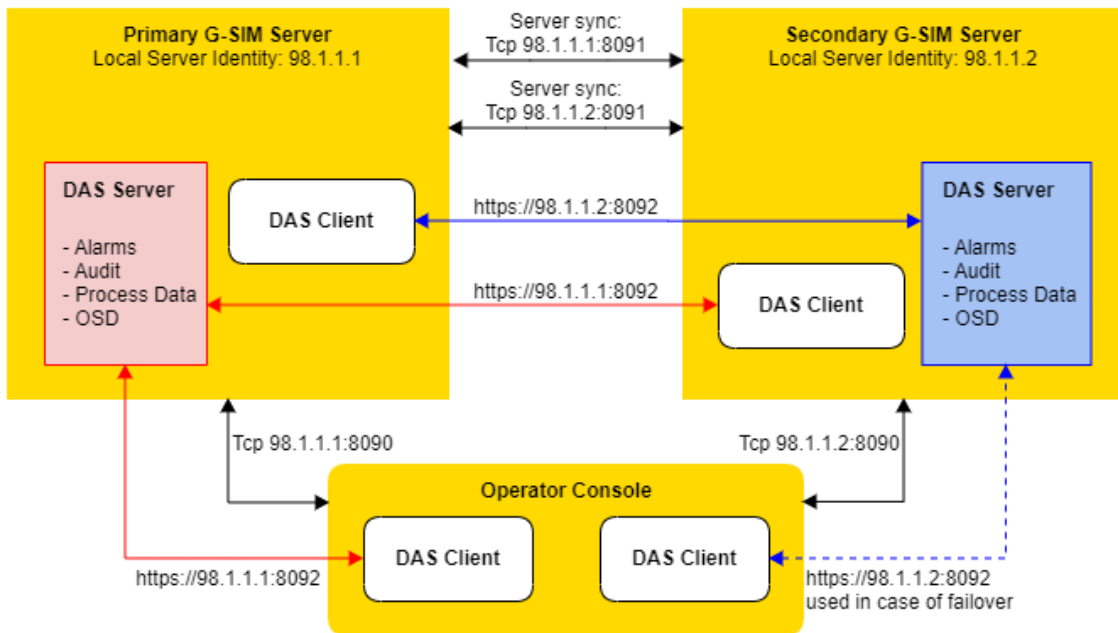 Primary G-SIM Server
Local Server Identity: 98.1.1.1
Server sync:
Tcp 98.1.1.1:8091
Server sync:
Tcp 98.1.1.2:8091
Secondary G-SIM Server
Local Server Identity: 98.1.1.2
DAS Server
- Alarms
- Audit
- Process Data
- OSD
DAS Client
https://98.1.1.2:8092
https://98.1.1.1:8092
DAS Client
DAS Server
- Alarms
- Audit
- Process Data
- OSD
Tcp 98.1.1.1:8090
Tcp 98.1.1.2:8090
Operator Console
DAS Client
DAS Client
https://98.1.1.1:8092
https://98.1.1.2:8092
used in case of failover